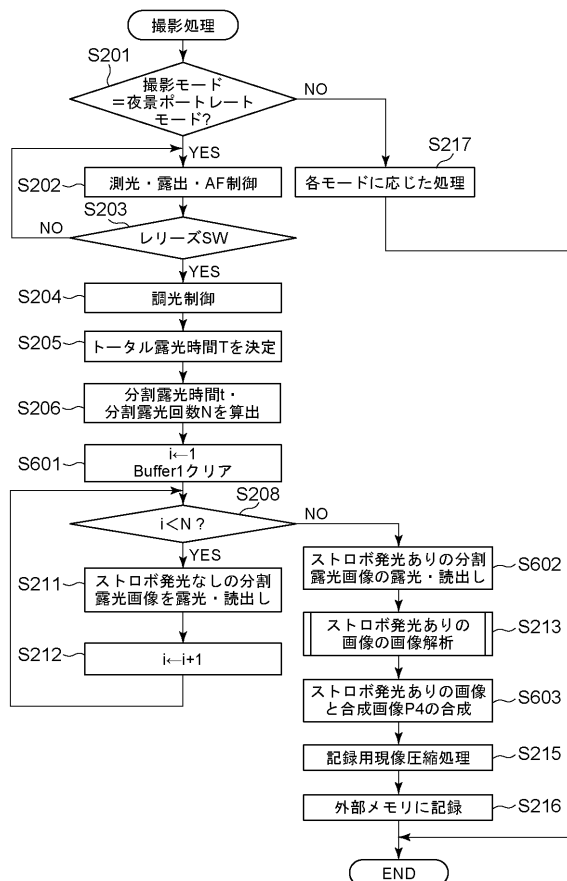 撮影処理
S201
撮影モード
＝夜景ポートレート
モード?
NO
YES
S217
各モードに応じた処理
S202
測光・露出・AF制御
S203
NO
レリーズSW
YES
S204
調光制御
S205
トータル露光時間Tを決定
S206
分割露光時間t・
分割露光回数Nを算出
S601
i←1
Buffer1クリア
S208
i＜N？
NO
YES
S211
ストロボ発光なしの分割
露光画像を露光・読出し
S212
i←i+1
ストロボ発光ありの分割
露光画像の露光・読出し
S602
ストロボ発光ありの
画像の画像解析
S213
ストロボ発光ありの画像
と合成画像P4の合成
S603
記録用現像圧縮処理
S215
外部メモリに記録
S216
END